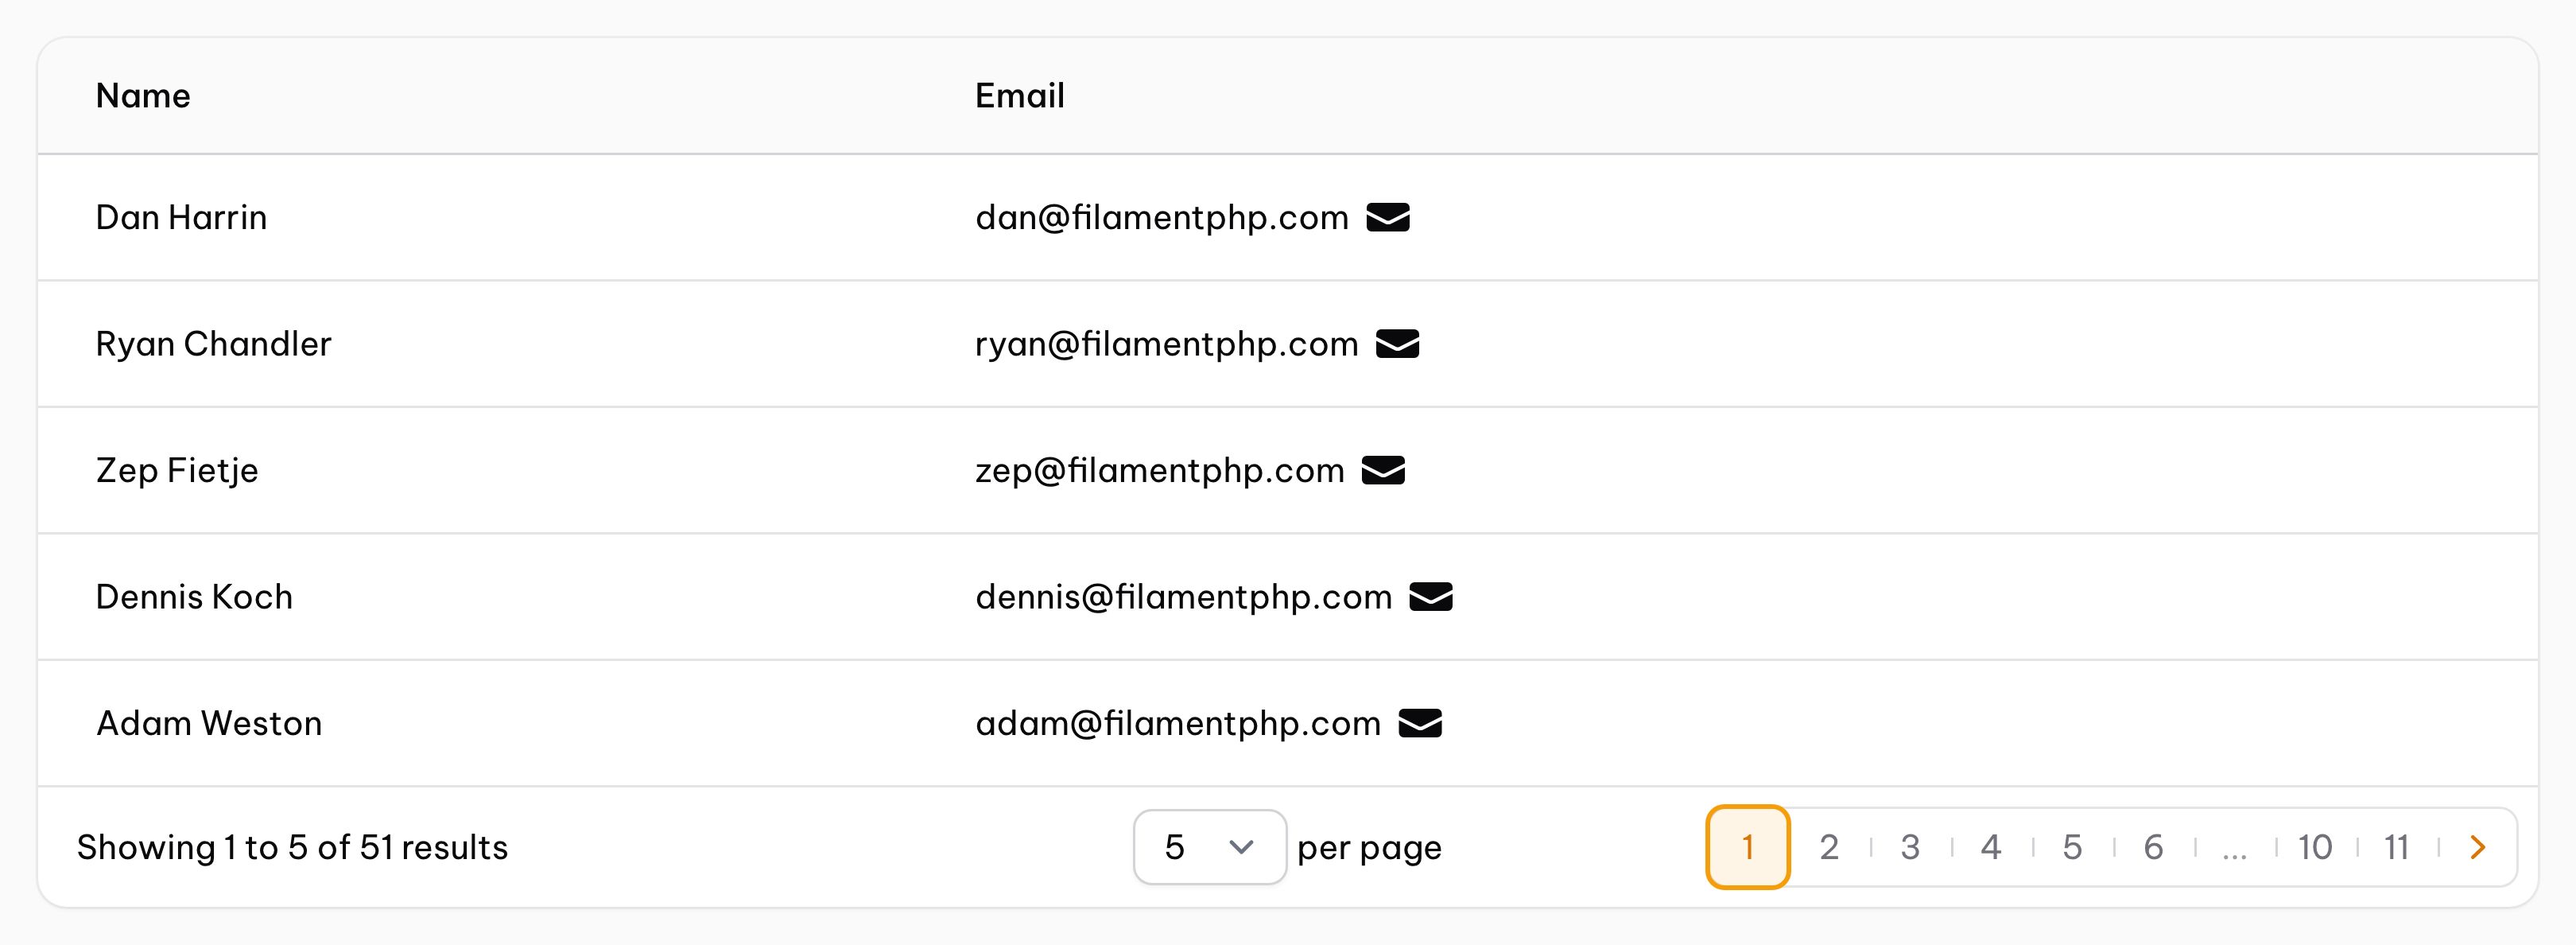 Name Email
Dan Harrin dan@filamentphp.com
Ryan Chandler ryan@filamentphp.com
Zep Fietje zep@filamentphp.com
Dennis Koch dennis@filamentphp.com
Adam Weston adam@filamentphp.com
Showing 1 to 5 of 51 results 5 per page 1 2 3 4 5 6 ... 10 11